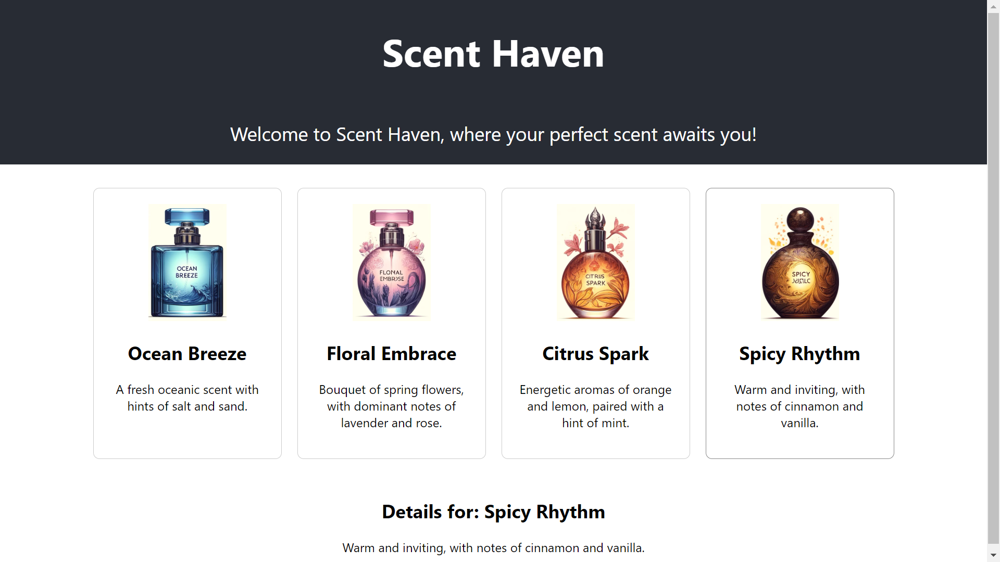 Scent Haven
Welcome to Scent Haven, where your perfect scent awaits you!
OCEAN
BREEZE
FLONAL
EMBRJSE
CITRUS
SPARK
SPICY
Ocean Breeze
Floral Embrace
Citrus Spark
Spicy Rhythm
A fresh oceanic scent with
hints of salt and sand.
Bouquet of spring flowers,
with dominant notes of
lavender and rose.
Energetic aromas of orange
and lemon, paired with a
hint of mint.
Warm and inviting, with
notes of cinnamon and
vanilla.
Details for: Spicy Rhythm
Warm and inviting, with notes of cinnamon and vanilla.